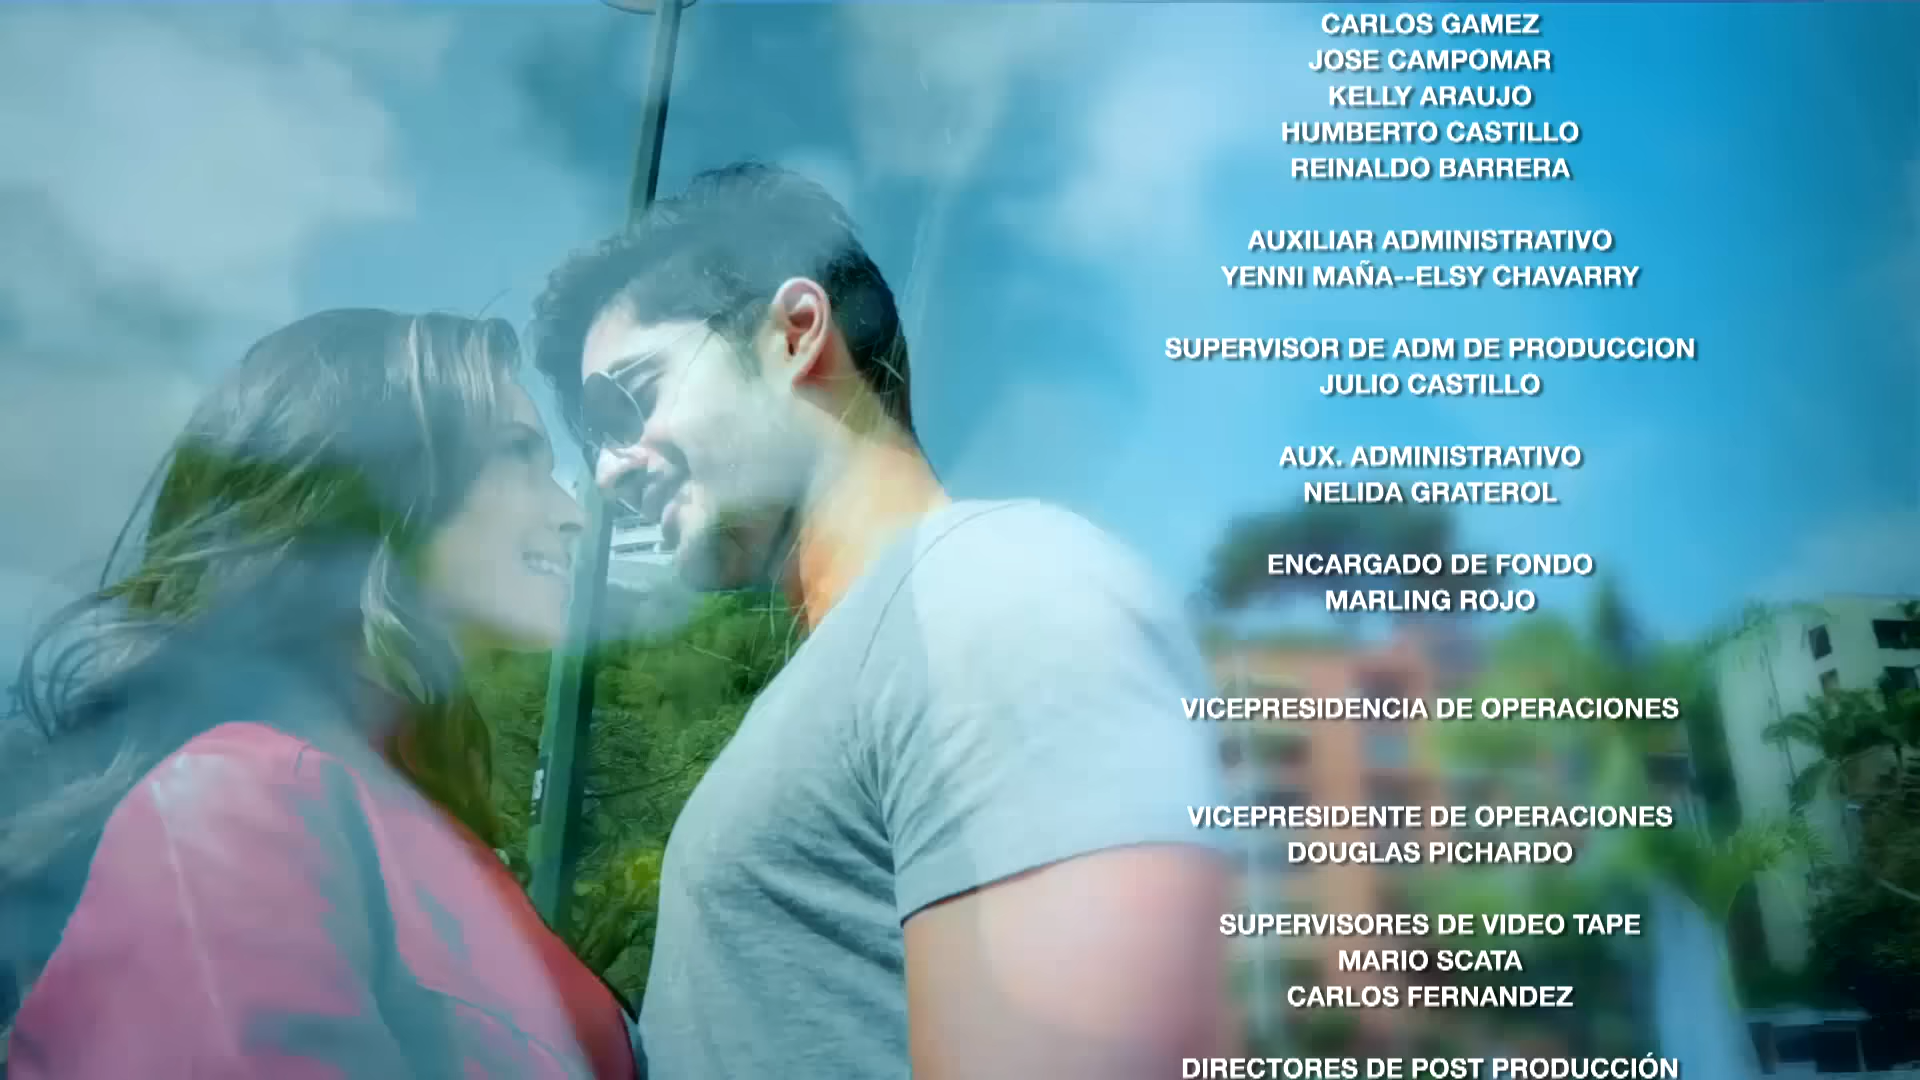 CARLOS GAMEZ
JOSE CAMPOMAR
KELLY ARAUJO
HUMBERTO CASTILLO
REINALDO BARRERA
AUXILIAR ADMINISTRATIVO
YENNI MAÑA--ELSY CHAVARRY
SUPERVISOR DE ADM DE PRODUCCION
JULIO CASTILLO
AUX. ADMINISTRATIVO
NELIDA GRATEROL
ENCARGADO DE FONDO
MARLING ROJO
VICEPRESIDENCIA DE OPERACIONES
VICEPRESIDENTE DE OPERACIONES
DOUGLAS PICHARDO
SUPERVISORES DE VIDEO TAPE
MARIO SCATA
CARLOS FERNANDEZ
DIRECTORES DE POST PRODUCCIÓN